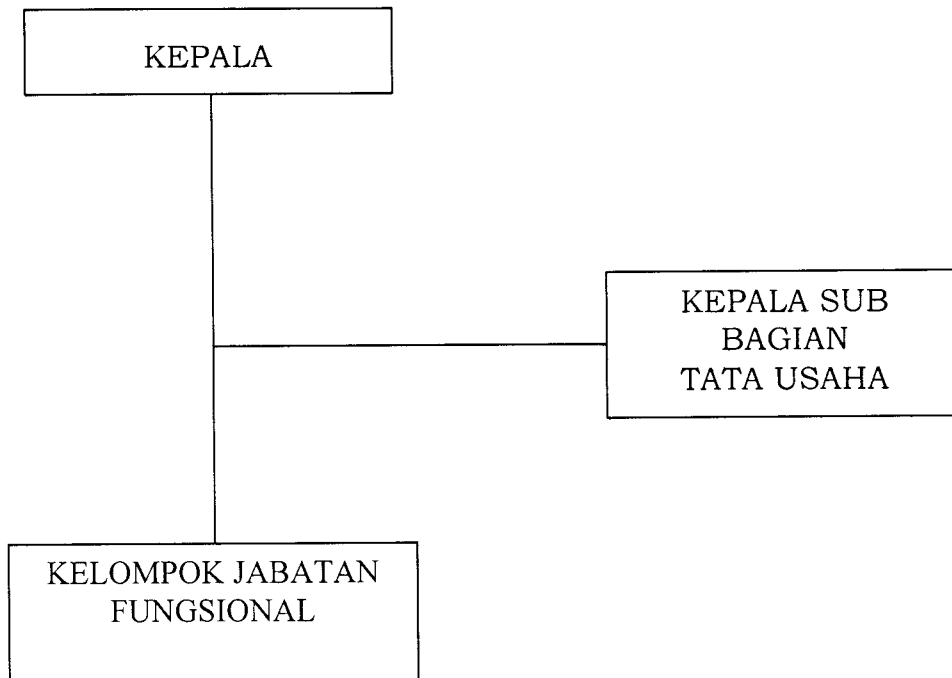 KEPALA
KEPALA SUB
BAGIAN
TATA USAHA
KELOMPOK JABATAN
FUNGSIONAL